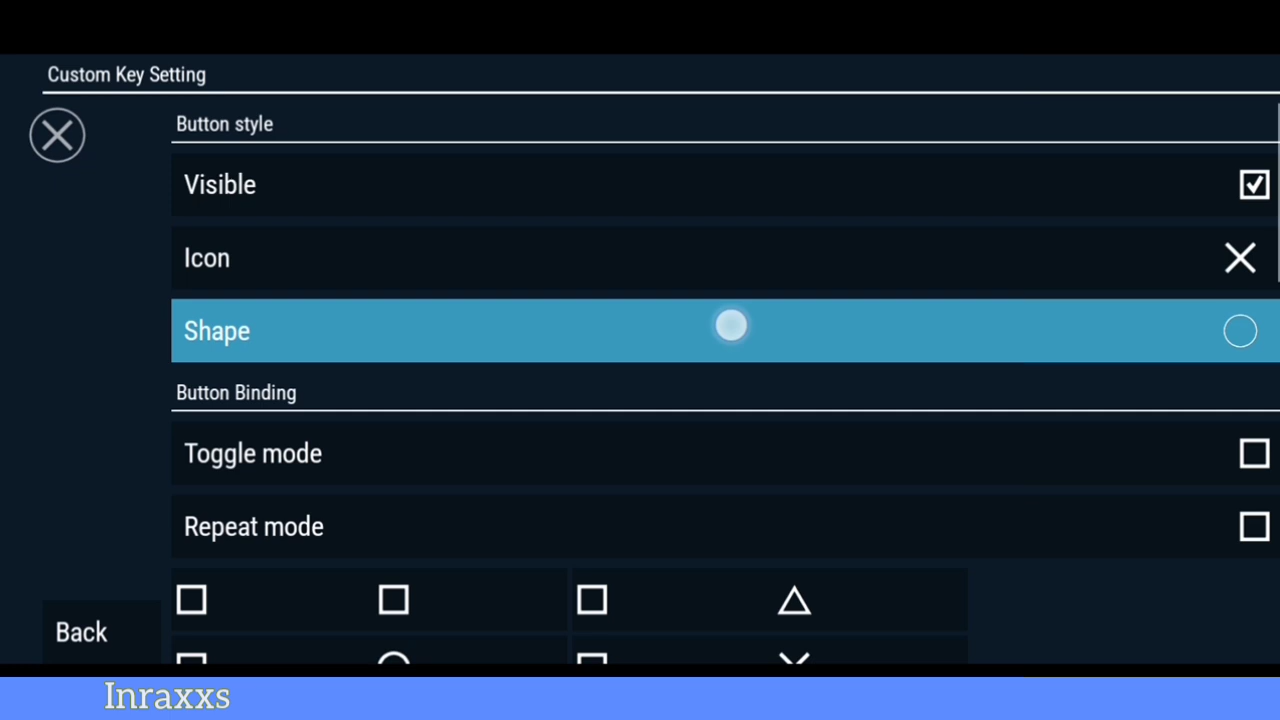 Custom Key Setting
Button style
Visible
Icon
Shape
Button Binding
Toggle mode
Repeat mode
Back
Inraxxs